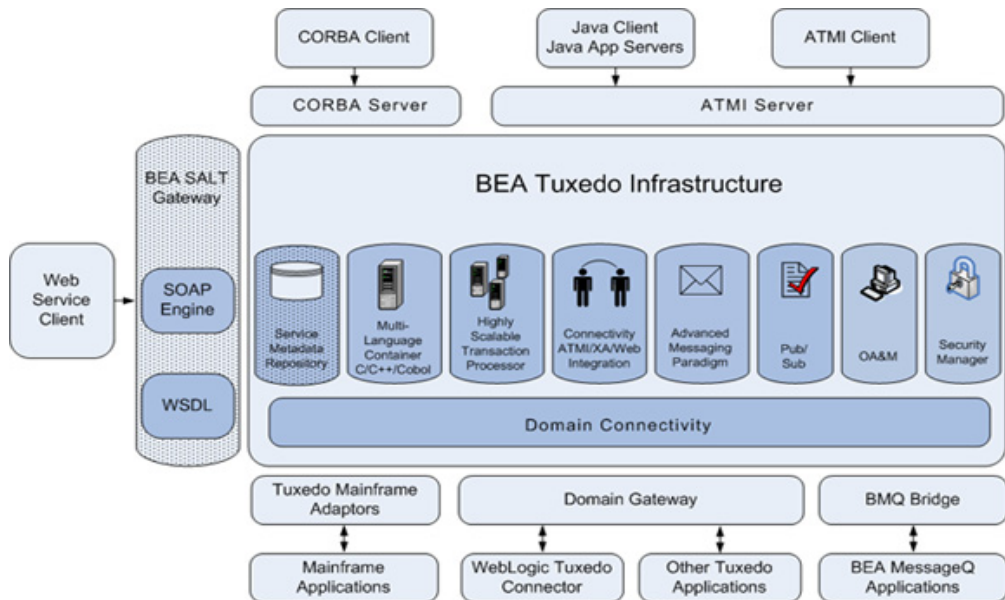 CORBA Client
Java Client
Java App Servers
ATMI Client
CORBA Server
ATMI Server
BEA SALT
Gateway
BEA Tuxedo Infrastructure
Web
Service
Client
SOAP
Engine
WSDL
Service
Metadata
Repository
Multi-
Language
Container
C/C++/Cobol
Highly
Scalable
Transaction
Processor
Connectivity
ATMI/XA/Web
Integration
Advanced
Messaging
Paradigm
Pub/
Sub
OA&M
Security
Manager
Domain Connectivity
Tuxedo Mainframe
Adaptors
Domain Gateway
BMQ Bridge
Mainframe
Applications
WebLogic Tuxedo
Connector
Other Tuxedo
Applications
BEA MessageQ
Applications